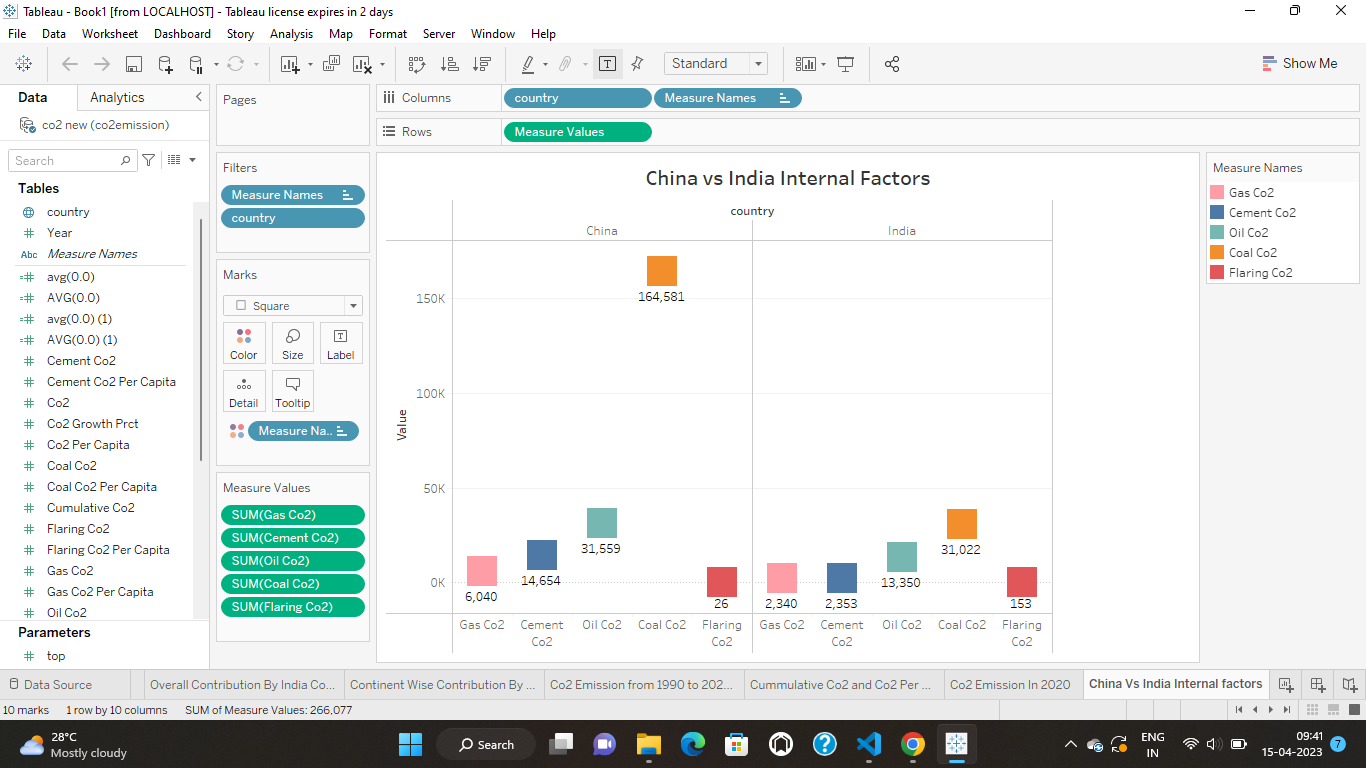 Tableau - Book1 [from LOCALHOST] - Tableau license expires in 2 days
File Data Worksheet Dashboard Story Analysis Map Format Server Window Help
Standard
Show Me
Data Analytics
co2 new (co2emission)
Search
Tables
country
Year
Abc Measure Names
avg(0.0)
AVG(0.0)
avg(0.0) (1)
AVG(0.0) (1)
Cement Co2
Cement Co2 Per Capita
Co2
Co2 Growth Prct
Co2 Per Capita
Coal Co2
Coal Co2 Per Capita
Cumulative Co2
Flaring Co2
Flaring Co2 Per Capita
Gas Co2
Gas Co2 Per Capita
Oil Co2
Parameters
top
Pages
Filters
Measure Names
country
Marks
Square
Color Size Label
Detail Tooltip
Measure Na..
Measure Values
SUM(Gas Co2)
SUM(Cement Co2)
SUM(Oil Co2)
SUM(Coal Co2)
SUM(Flaring Co2)
Columns country Measure Names
Rows Measure Values
China vs India Internal Factors
country
China India
Value
150K
100K
50K
0K
164,581
31,559
14,654
6,040
26
2,340
2,353
13,350
31,022
153
Gas Co2 Cement Co2 Oil Co2 Coal Co2 Flaring Co2 Gas Co2 Cement Co2 Oil Co2 Coal Co2 Flaring Co2
Measure Names
Gas Co2
Cement Co2
Oil Co2
Coal Co2
Flaring Co2
Data Source Overall Contribution By India Co... Continent Wise Contribution By ... Co2 Emission from 1990 to 202... Cummulative Co2 and Co2 Per ... Co2 Emission In 2020 China Vs India Internal factors
10 marks 1 row by 10 columns SUM of Measure Values: 266,077
28°C
Mostly cloudy
Search
ENG
IN
09:41
15-04-2023
7